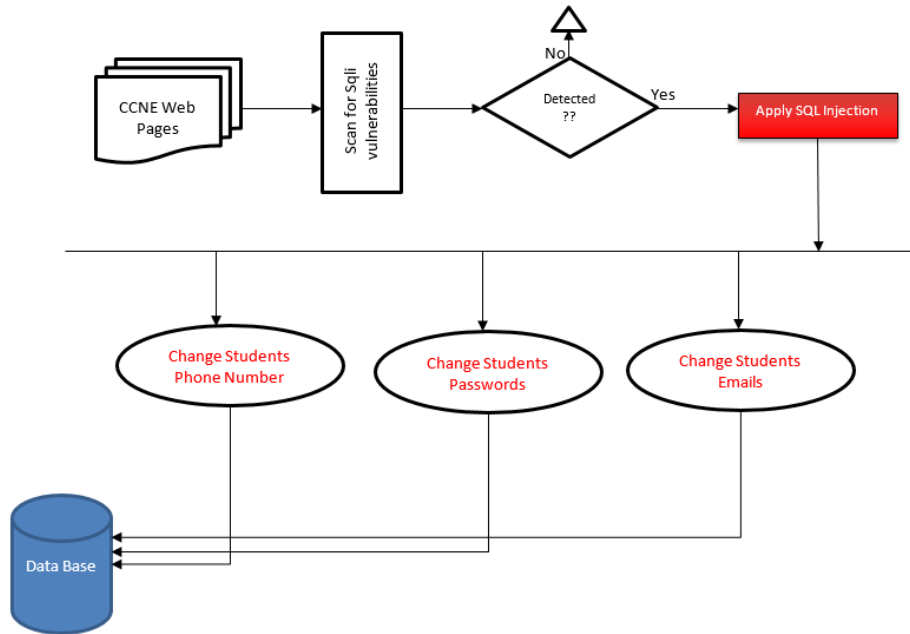 CCNE Web
Pages
Scan for Sqli
vulnerabilities
Detected
??
No
Yes
Apply SQL Injection
Change Students
Phone Number
Change Students
Passwords
Change Students
Emails
Data Base